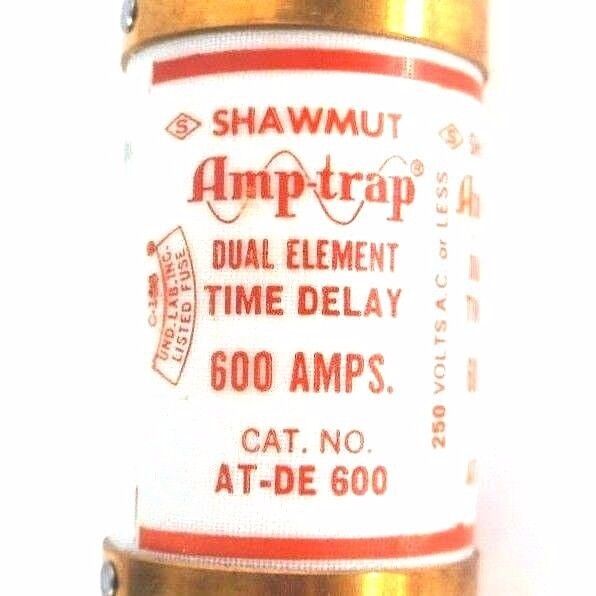 S SHAWMUT
Amp-trap®
DUAL ELEMENT
TIME DELAY
600 AMPS.
CAT. NO.
AT-DE 600
UND. LAB. INC.
LISTED FUSE
250 VOLTS A.C. or LESS
S